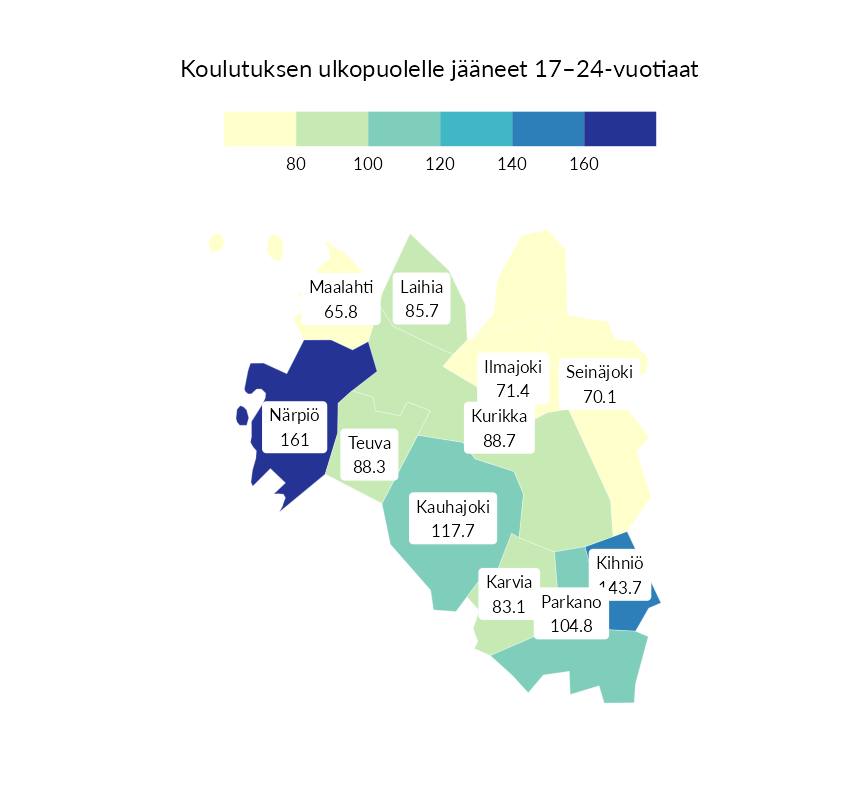 Koulutuksen ulkopuolelle jääneet 17–24-vuotiaat
80 100 120 140 160
Maalahti
65.8
Laihia
85.7
Ilmajoki
71.4
Seinäjoki
70.1
Närpiö
161
Teuva
88.3
Kurikka
88.7
Kauhajoki
117.7
Kihniö
143.7
Karvia
83.1
Parkano
104.8